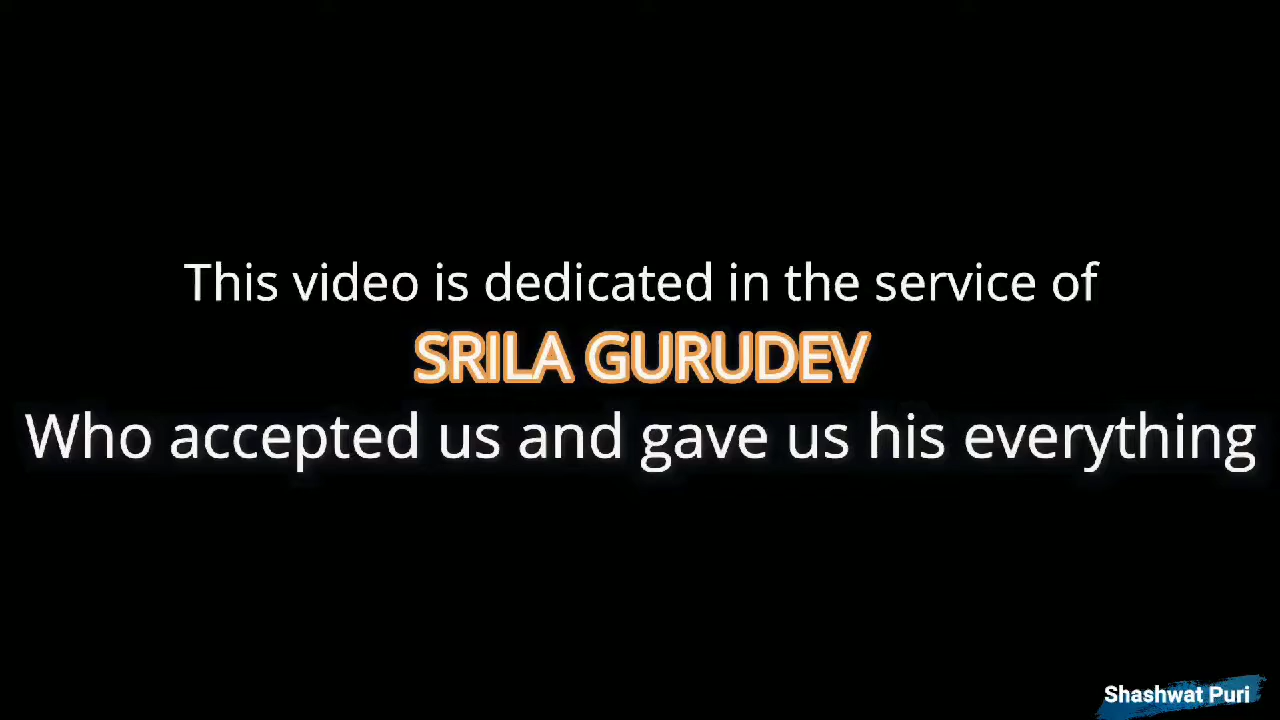 This video is dedicated in the service of
SRILA GURUDEV
Who accepted us and gave us his everything
Shashwat Puri